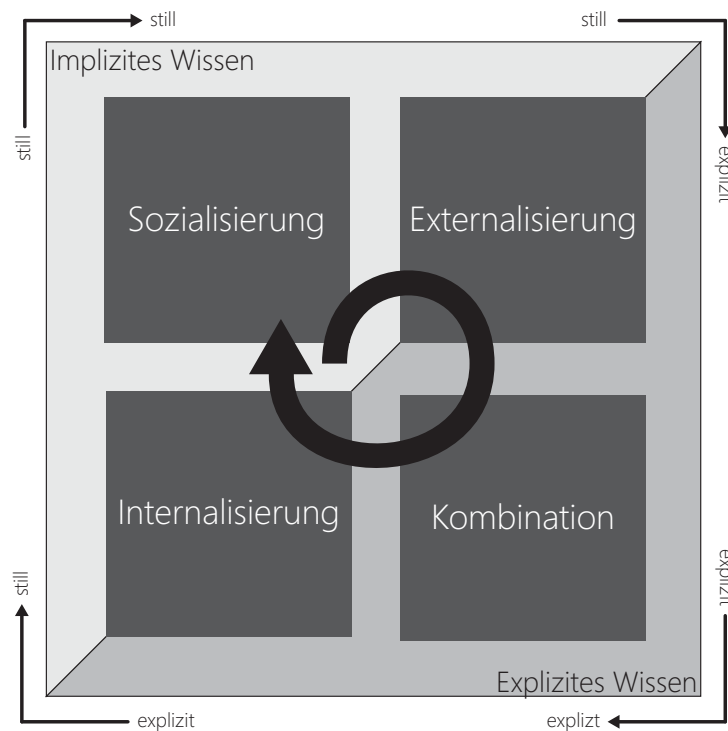 still
still
Implizites Wissen
still
explizit
Sozialisierung
Externalisierung
Internalisierung
Kombination
still
explizit
Explizites Wissen
explizit
explizt